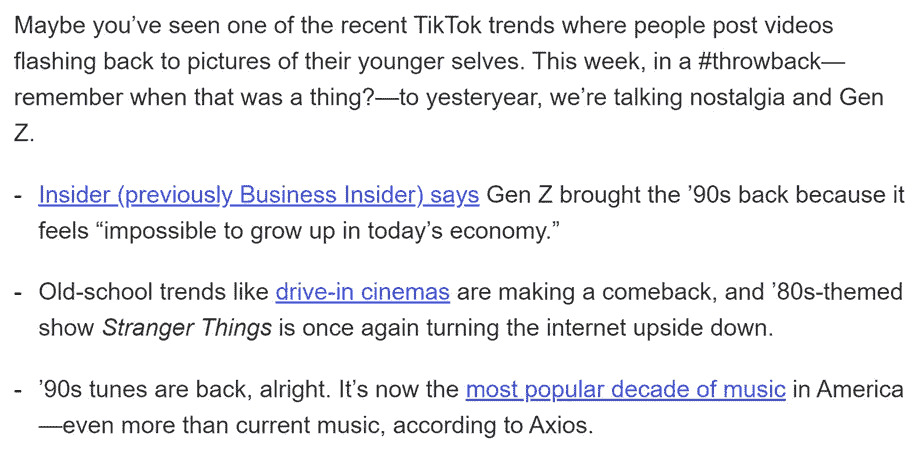 Maybe you’ve seen one of the recent TikTok trends where people post videos
flashing back to pictures of their younger selves. This week, in a #throwback—
remember when that was a thing?—to yesteryear, we’re talking nostalgia and Gen
Z.
- Insider (previously Business Insider) says Gen Z brought the ’90s back because it
feels “impossible to grow up in today’s economy.”
- Old-school trends like drive-in cinemas are making a comeback, and ’80s-themed
show Stranger Things is once again turning the internet upside down.
- ’90s tunes are back, alright. It’s now the most popular decade of music in America
—even more than current music, according to Axios.